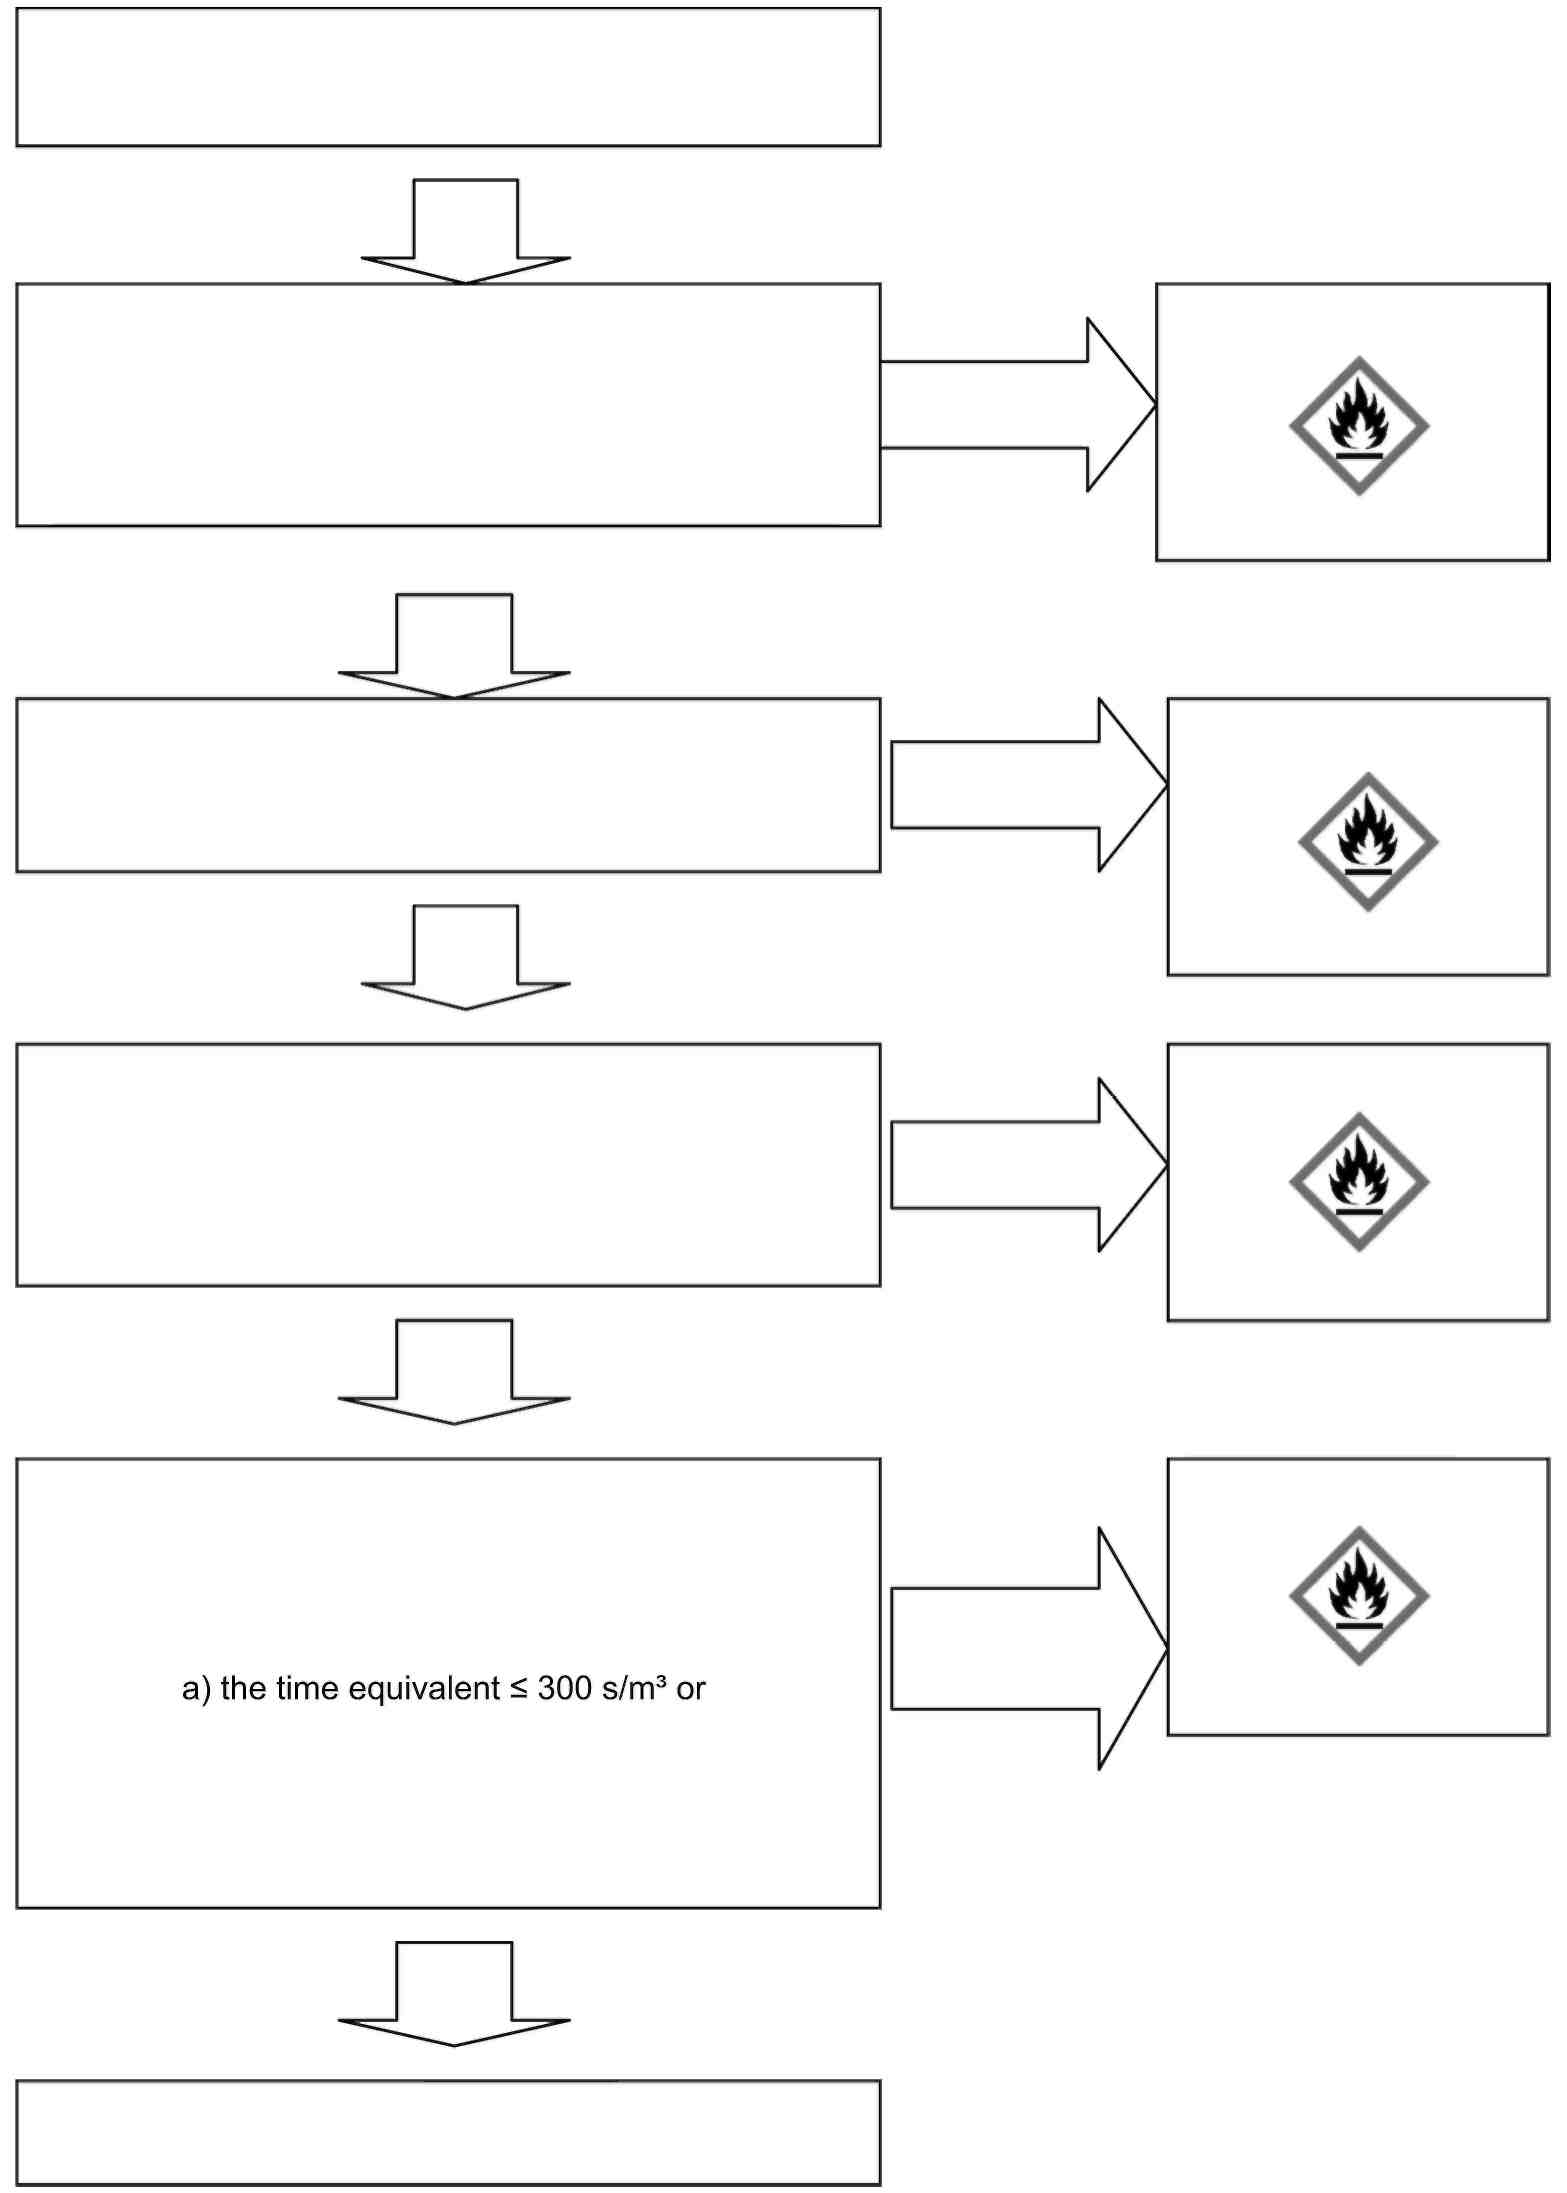 a) the time equivalent ≤ 300 s/m³ or